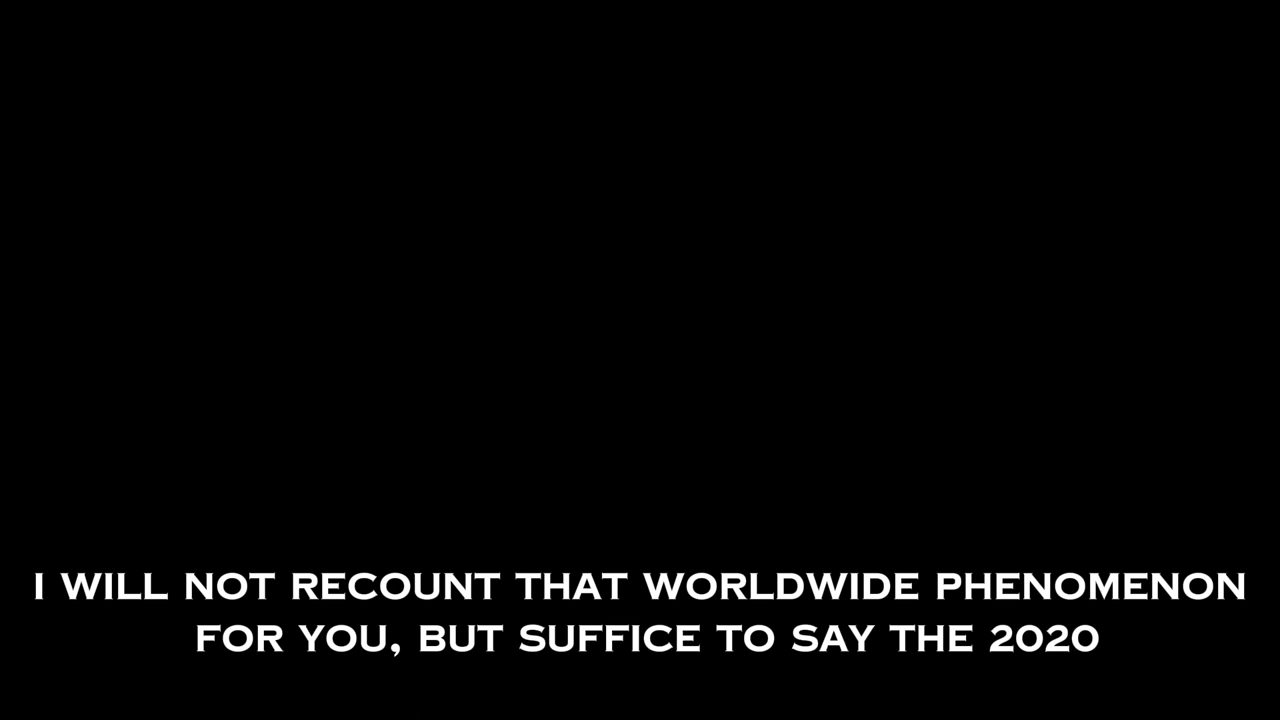 I WILL NOT RECOUNT THAT WORLDWIDE PHENOMENON
FOR YOU, BUT SUFFICE TO SAY THE 2020